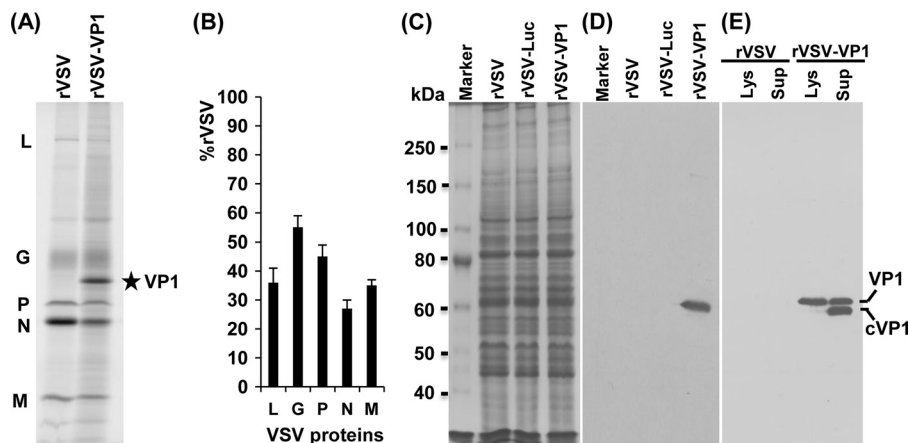 (A)
rVSV
rVSV-VP1
L
G
★ VP1
P
N
M
(B)
%rVSV
100
90
80
70
60
50
40
30
20
10
0
L G P N M
VSV proteins
(C)
kDa
Marker
rVSV
rVSV-Luc
rVSV-VP1
250
150
100
80
60
50
40
(D)
Marker
rVSV
rVSV-Luc
rVSV-VP1
(E)
rVSV rVSV-VP1
Lys
Sup
Lys
Sup
VP1
cVP1